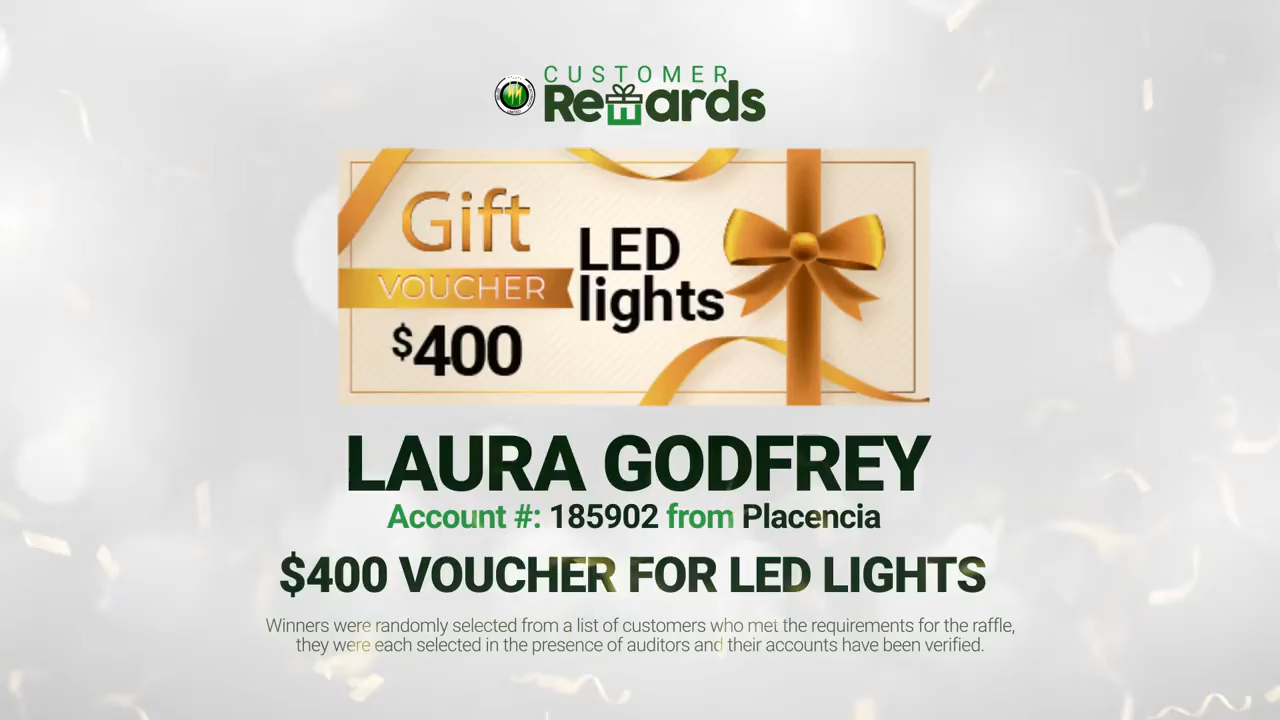 CUSTOMER
Rewards
Gift
VOUCHER
$400
LED
lights
LAURA GODFREY
Account #: 185902 from Placencia
$400 VOUCHER FOR LED LIGHTS
Winners were randomly selected from a list of customers who met the requirements for the raffle,
they were each selected in the presence of auditors and their accounts have been verified.